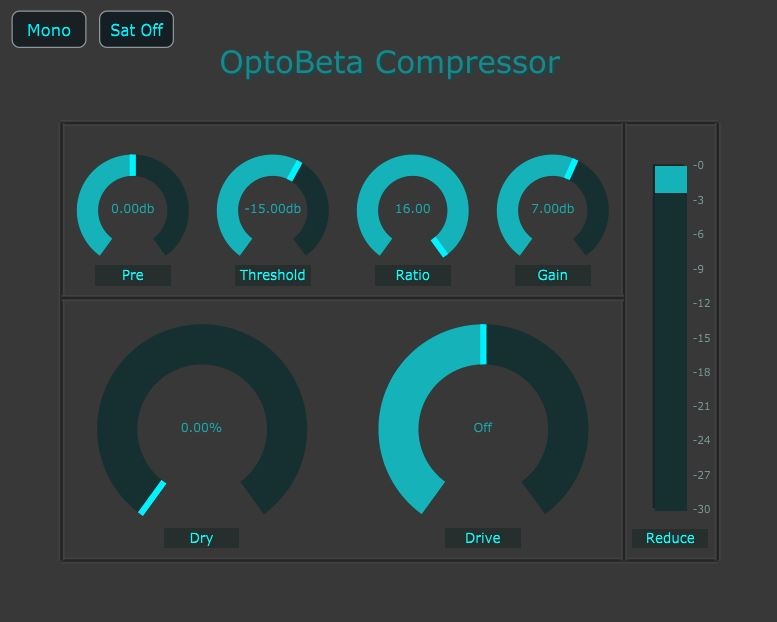 Mono
Sat Off
OptoBeta Compressor
0.00db
-15.00db
16.00
7.00db
Pre
Threshold
Ratio
Gain
0.00%
Off
Dry
Drive
-0
-3
-6
-9
-12
-15
-18
-21
-24
-27
-30
Reduce